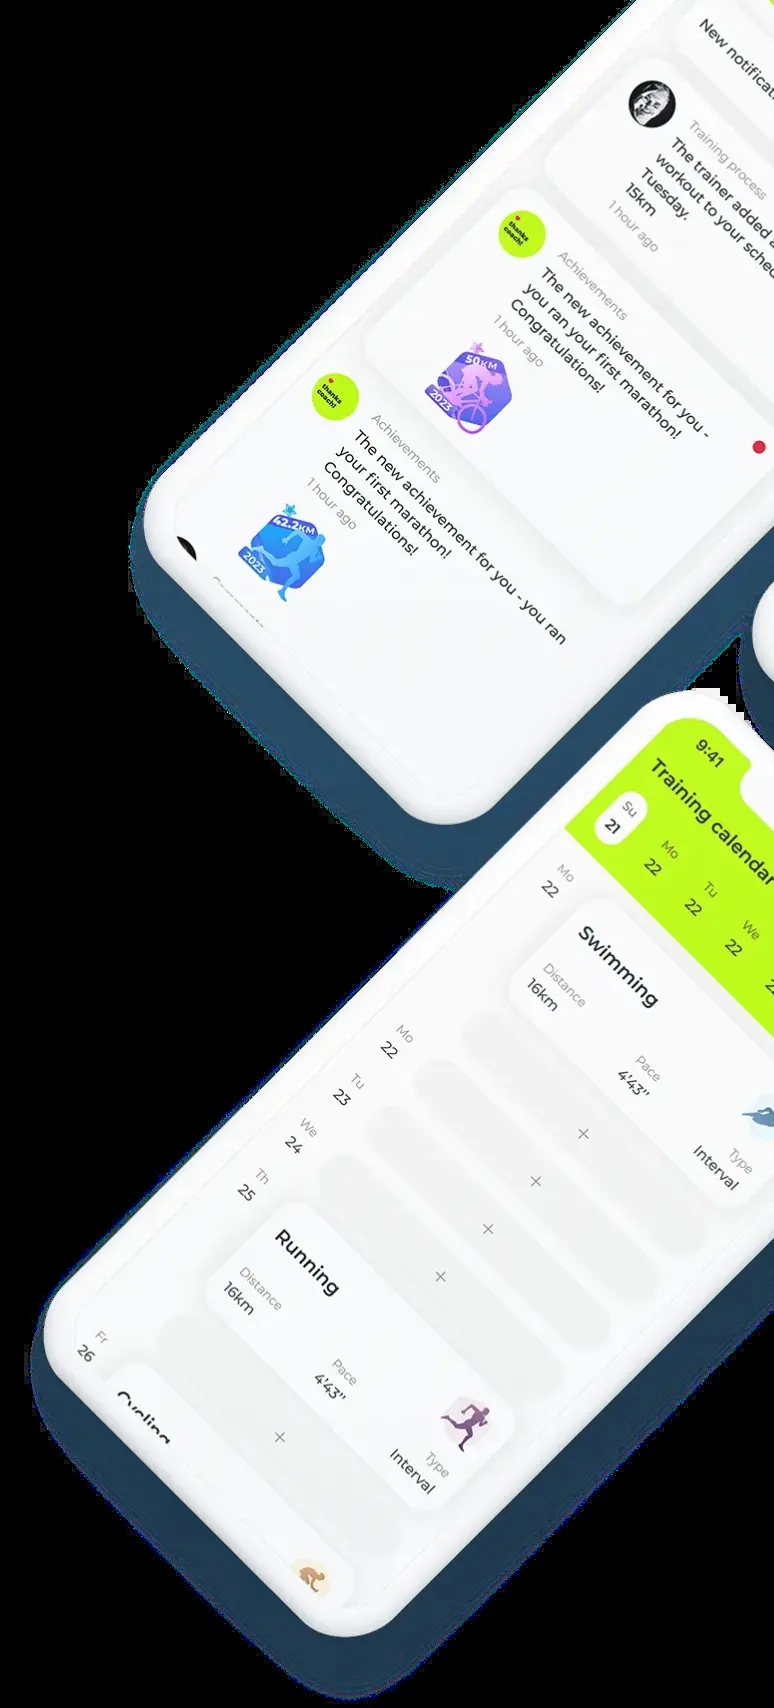 New notificat
Training process
The trainer added a
workout to your sched
Tuesday.
15km
1 hour ago
thanks
coach!
Achievements
The new achievement for you -
you ran your first marathon!
Congratulations!
1 hour ago
50KM
2023
thanks
coach!
Achievements
The new achievement for you - you ran
your first marathon!
Congratulations!
1 hour ago
42.2KM
2023
9:41
Training calendar
Su Mo Tu We
21 22 22 22 2
Mo
22
Swimming
Distance Pace Type
16km 4'43'' Interval
Mo
22
+
Tu
23
+
We
24
+
Th
25
+
Running
Distance Pace Type
16km 4'43'' Interval
Fr
26
+
Cycling